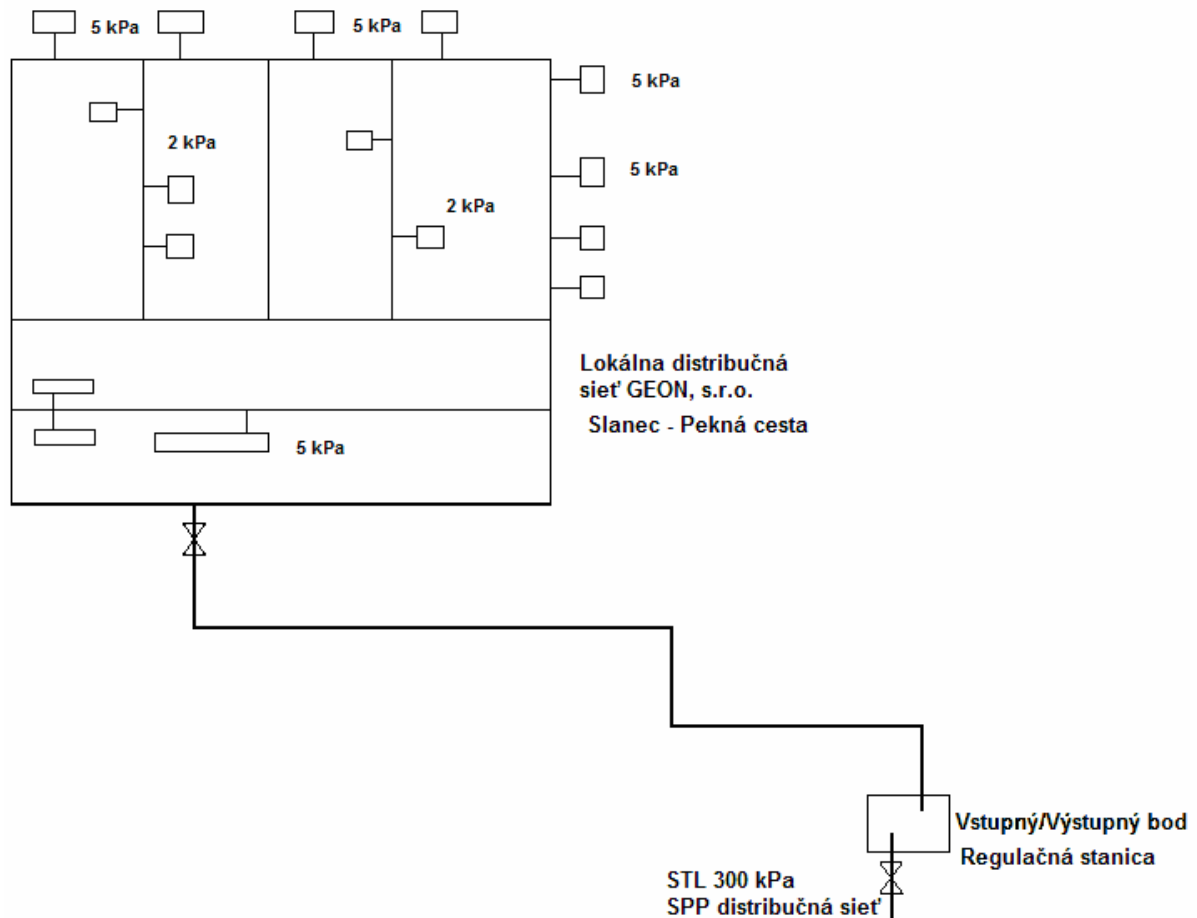 5 kPa
5 kPa
5 kPa
2 kPa
5 kPa
2 kPa
Lokálna distribučná
sieť GEON, s.r.o.
Slanec - Pekná cesta
5 kPa
Vstupný/Výstupný bod
Regulačná stanica
STL 300 kPa
SPP distribučná sieť